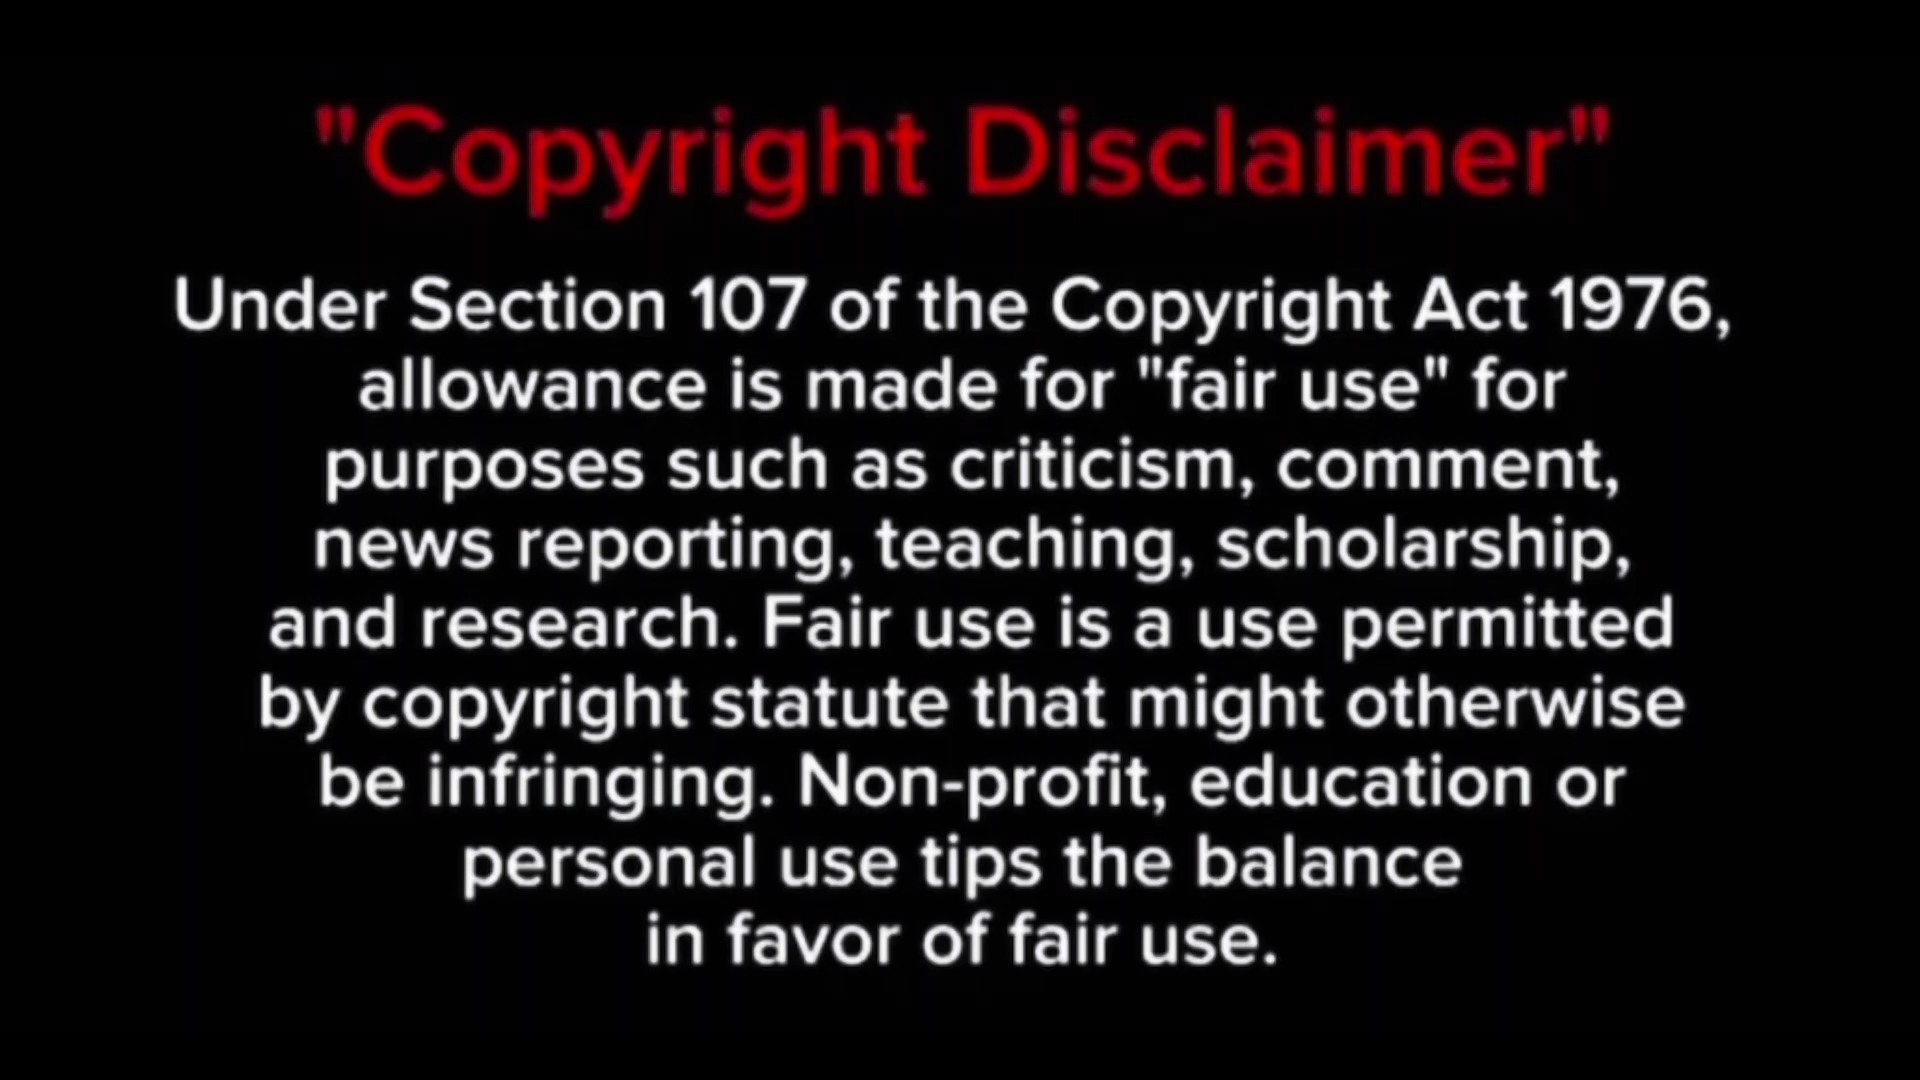 "Copyright Disclaimer"
Under Section 107 of the Copyright Act 1976,
allowance is made for "fair use" for
purposes such as criticism, comment,
news reporting, teaching, scholarship,
and research. Fair use is a use permitted
by copyright statute that might otherwise
be infringing. Non-profit, education or
personal use tips the balance
in favor of fair use.